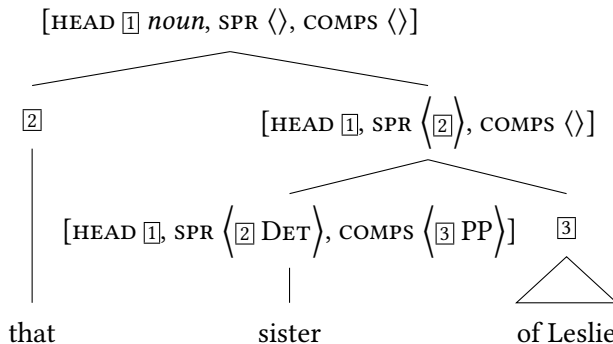 [HEAD 1 noun, SPR ⟨⟩, COMPS ⟨⟩]
2 [HEAD 1, SPR ⟨2⟩, COMPS ⟨⟩]
[HEAD 1, SPR ⟨2 DET⟩, COMPS ⟨3 PP⟩] 3
that sister of Leslie